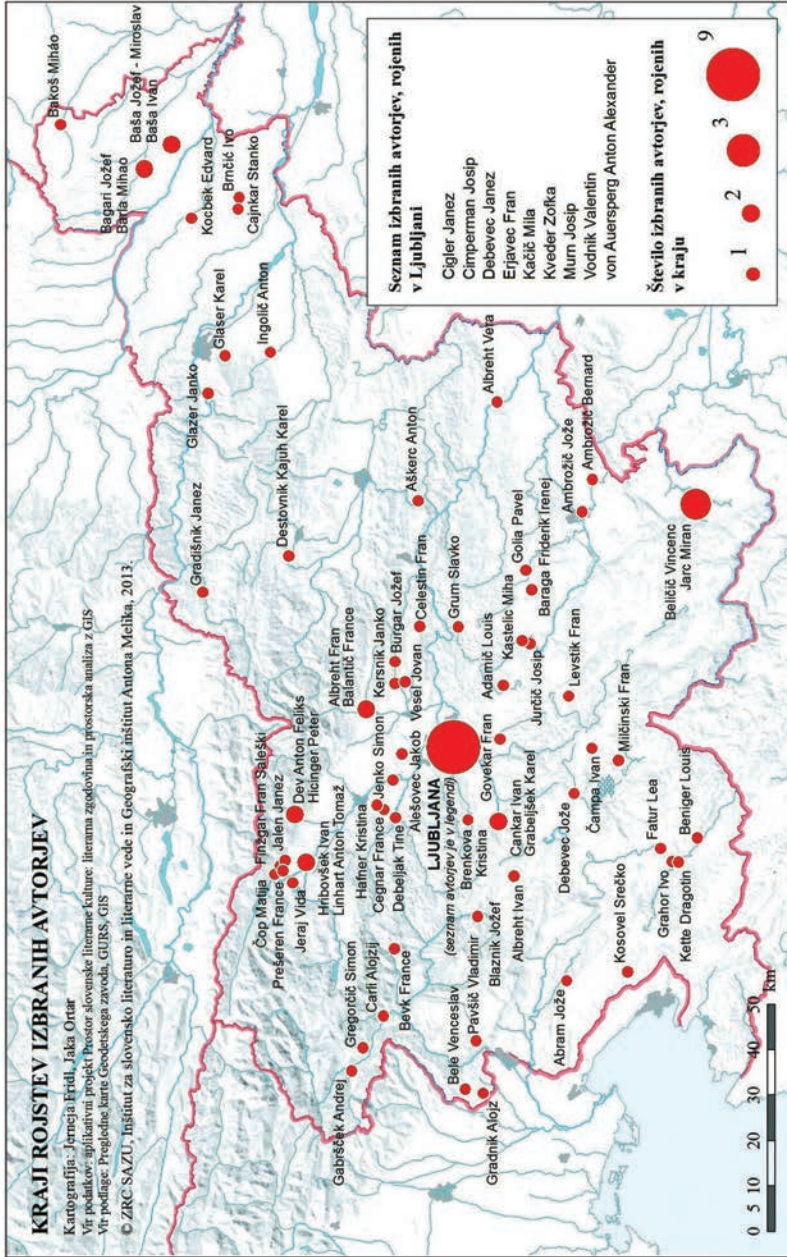 KRAJI ROJSTEV IZBRANIH AVTORJEV
Kartografija: Jerneja Fridl, Jaka Ortar
Vir podatkov: aplikativni projekt Prostor slovenske literarne kulture: literarna zgodovina in prostorska analiza z GIS
Vir podlage: Pregledne karte Geodetskega zavoda, GURS, GIS
© ZRC SAZU, Inštitut za slovensko literaturo in literarne vede in Geografski inštitut Antona Melika, 2013.
Bakoš Mihäo
Baša Jožef - Miroslav
Baša Ivan
Bagari Jožef
Barla Mihao
Kocbek Edvard
Brnčič Ivo
Cajnkar Stanko
Glaser Karel
Ingolič Anton
Glazer Janko
Gradišnik Janez
Destovnik Kajuh Karel
Aškerc Anton
Albreht Vera
Celestin Fran
Grum Slavko
Golia Pavel
Baraga Friderik Irenej
Ambrožič Jože
Ambrožič Bernard
Beličič Vincenc
Jarc Miran
Albreht Fran
Balantič France
Kersnik Janko
Burgar Jožef
Vesel Jovan
Adamič Louis
Kastelic Miha
Jurčič Josip
Levstik Fran
Finžgar Fran Saleški
Jalen Janez
Čop Matija
Prešeren France
Jeraj Vida
Dev Anton Feliks
Hicinger Peter
Hribovšek Ivan
Linhart Anton Tomaž
Hafner Kristina
Jenko Simon
Cegnar France
Debeljak Tine
Alešovec Jakob
LJUBLJANA
(seznam avtorjev je v legendi)
Brenkova
Kristina
Govekar Fran
Cankar Ivan
Grabeljšek Karel
Albreht Ivan
Debevec Jože
Čampa Ivan
Milčinski Fran
Gabršček Andrej
Gregorčič Simon
Carli Alojzij
Bevk France
Bele Venceslav
Pavšič Vladimir
Blaznik Jožef
Gradnik Alojz
Abram Jože
Kosovel Srečko
Fatur Lea
Grahor Ivo
Kette Dragotin
Beniger Louis
Seznam izbranih avtorjev, rojenih
v Ljubljani
Cigler Janez
Cimperman Josip
Debevec Janez
Erjavec Fran
Kačič Mila
Kveder Zofka
Murn Josip
Vodnik Valentin
von Auersperg Anton Alexander
Število izbranih avtorjev, rojenih
v kraju
1 2 3 9
0 5 10 20 30 40 50
km